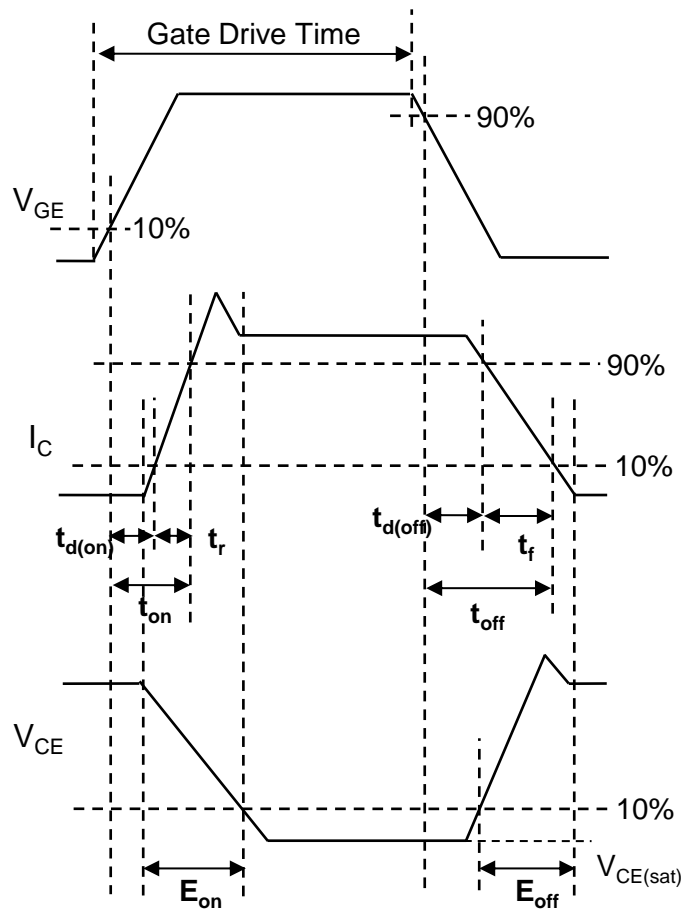 Gate Drive Time
90%
V_GE
10%
90%
I_C
10%
t_d(on)
t_r
t_d(off)
t_f
t_on
t_off
V_CE
10%
V_CE(sat)
E_on
E_off